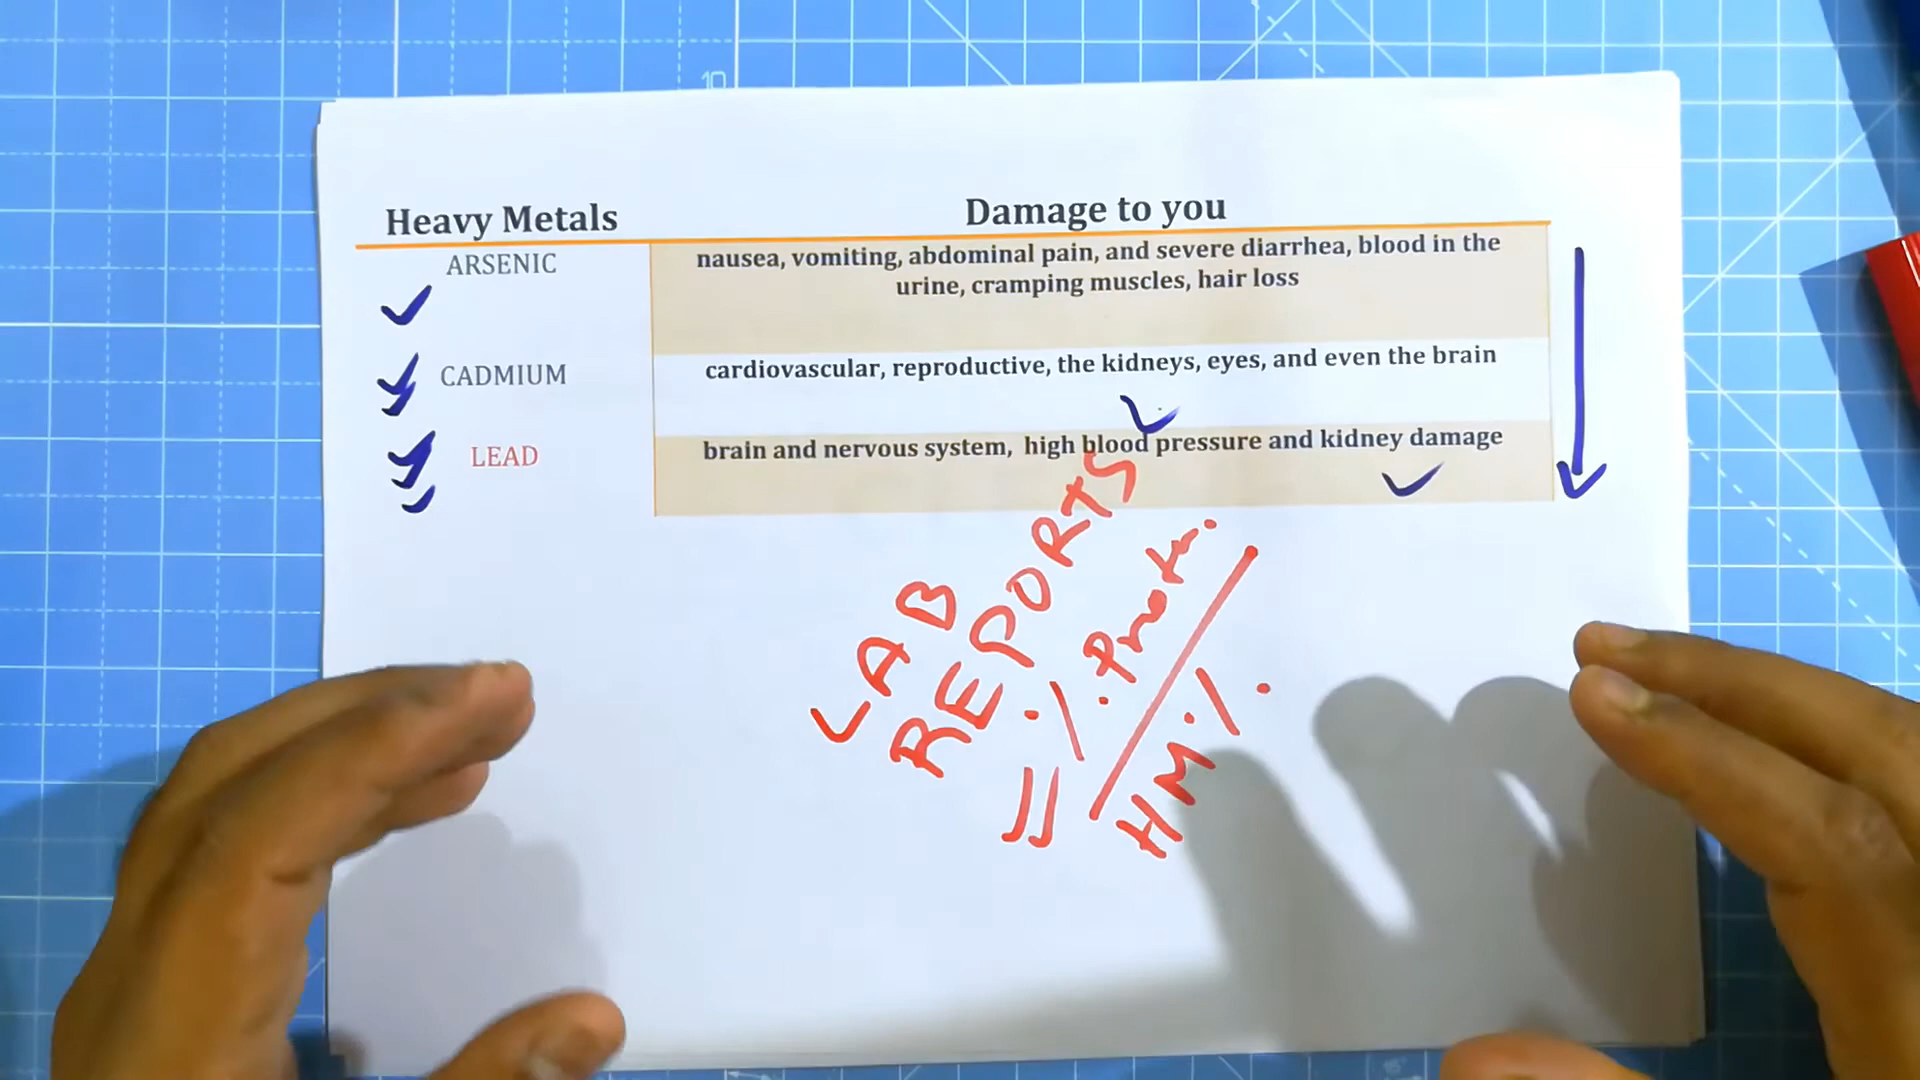 10
Heavy Metals Damage to you
ARSENIC nausea, vomiting, abdominal pain, and severe diarrhea, blood in the
urine, cramping muscles, hair loss
CADMIUM cardiovascular, reproductive, the kidneys, eyes, and even the brain
LEAD brain and nervous system, high blood pressure and kidney damage
LAB
REPORTS
HM %